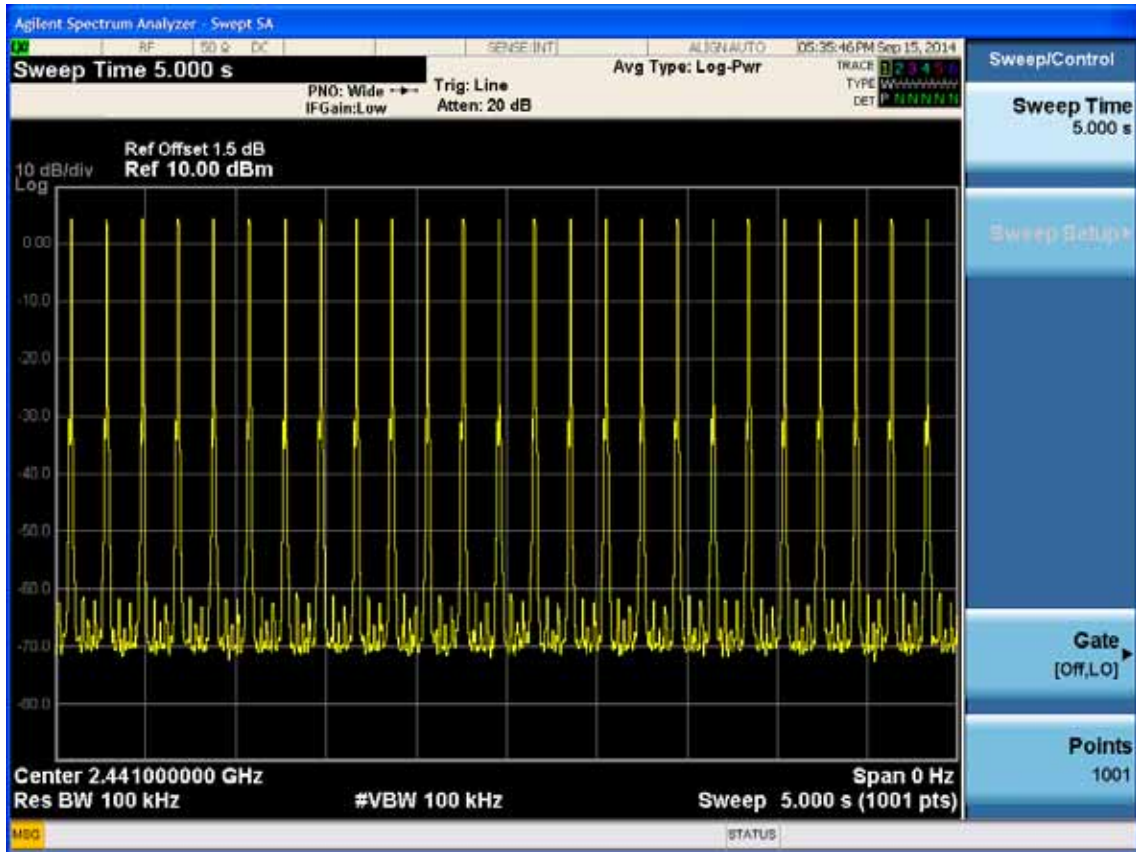 Agilent Spectrum Analyzer - Swept SA
RF 50 Ω DC SENSE:INT ALIGN AUTO 05:35:46 PM Sep 15, 2014
Sweep Time 5.000 s
PNO: Wide
IFGain:Low
Trig: Line
Atten: 20 dB
Avg Type: Log-Pwr
TRACE 1 2 3 4 5 6
TYPE
DET P N N N N N
Ref Offset 1.5 dB
10 dB/div Ref 10.00 dBm
Log
0.00
-10.0
-20.0
-30.0
-40.0
-50.0
-60.0
-70.0
-80.0
Center 2.441000000 GHz Span 0 Hz
Res BW 100 kHz #VBW 100 kHz Sweep 5.000 s (1001 pts)
MSG STATUS
Sweep/Control
Sweep Time
5.000 s
Sweep Setup
Gate
[Off,LO]
Points
1001